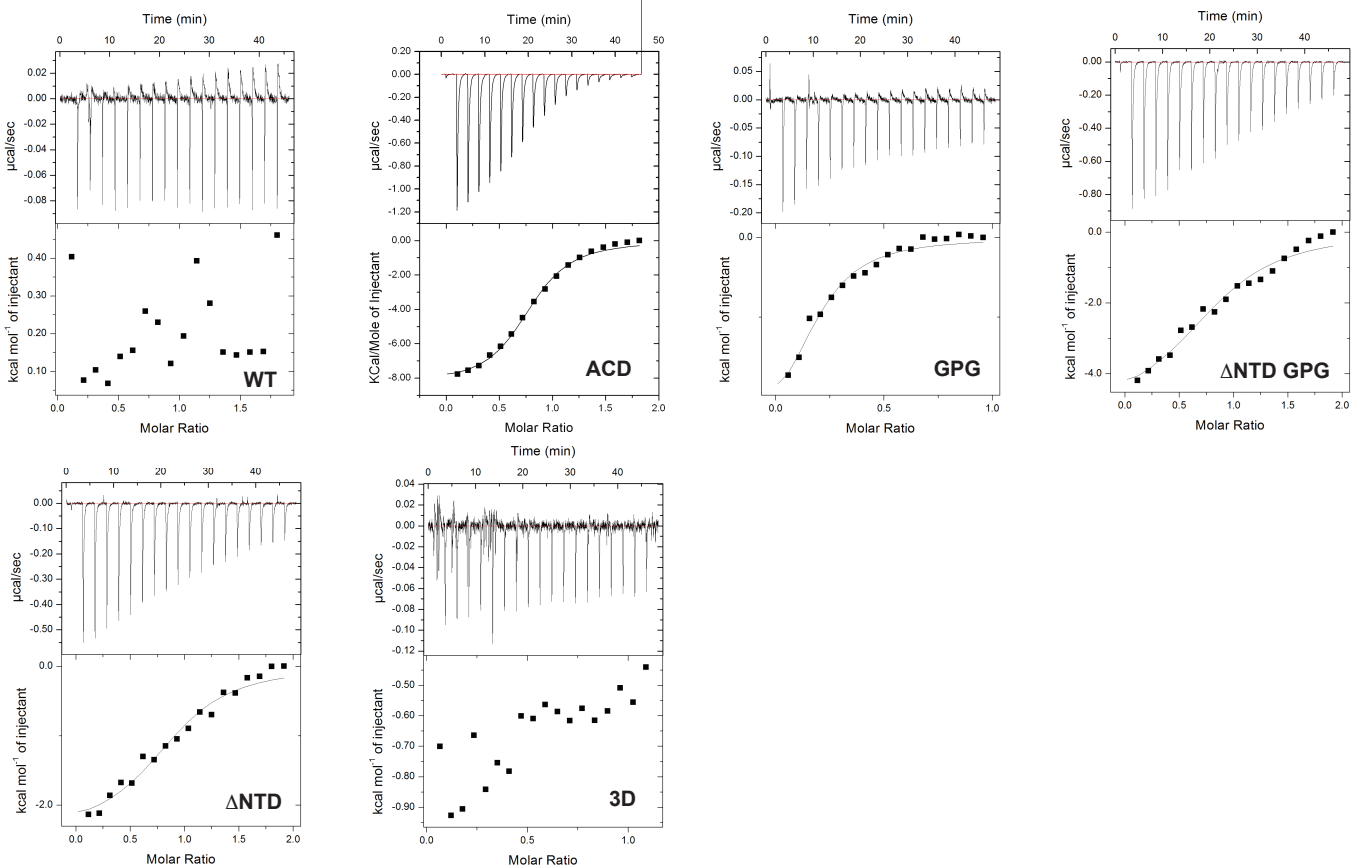 Time (min)
0 10 20 30 40
0.02
0.00
-0.02
-0.04
-0.06
-0.08
µcal/sec
0.40
0.30
0.20
0.10
kcal mol⁻¹ of injectant
WT
0.0 0.5 1.0 1.5
Molar Ratio
Time (min)
0 10 20 30 40 50
0.20
0.00
-0.20
-0.40
-0.60
-0.80
-1.00
-1.20
µcal/sec
0.00
-2.00
-4.00
-6.00
-8.00
KCal/Mole of Injectant
ACD
0.0 0.5 1.0 1.5 2.0
Molar Ratio
Time (min)
0 10 20 30 40
0.05
0.00
-0.05
-0.10
-0.15
-0.20
µcal/sec
0.0
kcal mol⁻¹ of injectant
GPG
0.0 0.5 1.0
Molar Ratio
Time (min)
0 10 20 30 40
0.00
-0.20
-0.40
-0.60
-0.80
µcal/sec
0.0
-2.0
-4.0
kcal mol⁻¹ of injectant
ΔNTD GPG
0.0 0.5 1.0 1.5 2.0
Molar Ratio
0 10 20 30 40
0.00
-0.10
-0.20
-0.30
-0.40
-0.50
µcal/sec
0.0
-2.0
kcal mol⁻¹ of injectant
ΔNTD
0.0 0.5 1.0 1.5 2.0
Molar Ratio
Time (min)
0 10 20 30 40
0.04
0.02
0.00
-0.02
-0.04
-0.06
-0.08
-0.10
-0.12
µcal/sec
-0.50
-0.60
-0.70
-0.80
-0.90
kcal mol⁻¹ of injectant
3D
0.0 0.5 1.0
Molar Ratio